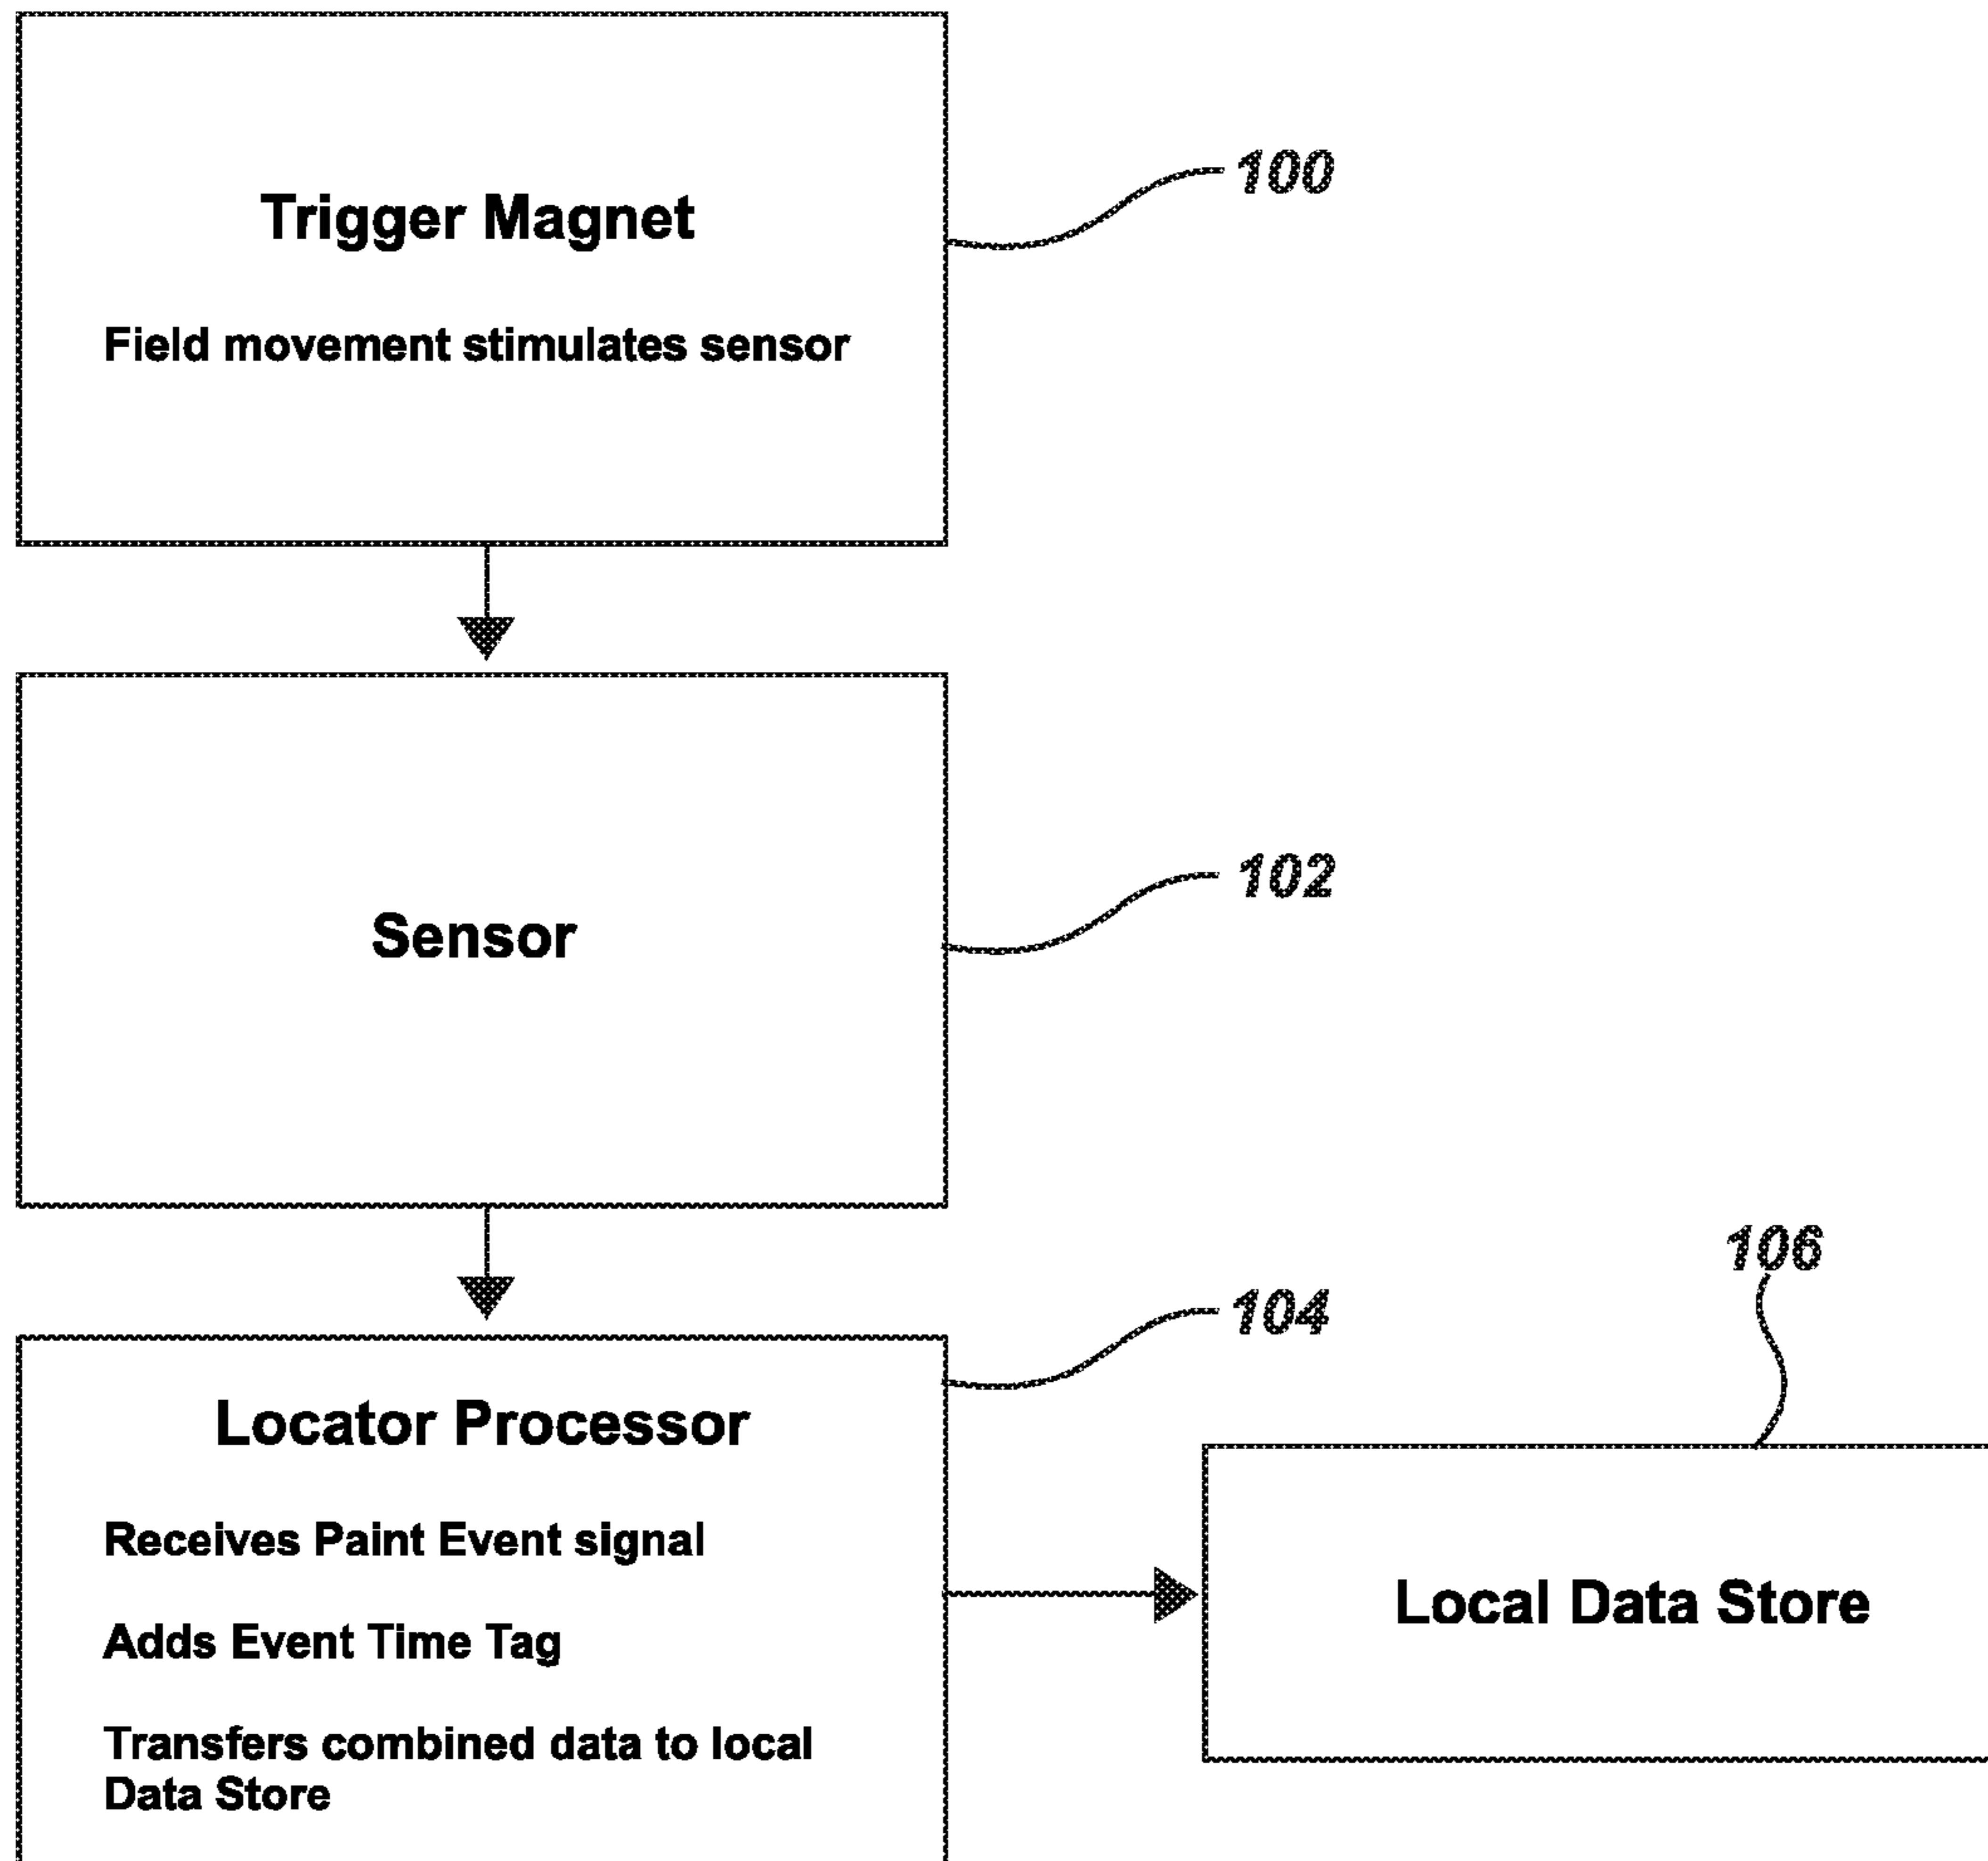 Trigger Magnet
100
Field movement stimulates sensor
Sensor
102
106
104
Locator Processor
Receives Paint Event signal
Adds Event Time Tag
Transfers combined data to local
Data Store
Local Data Store